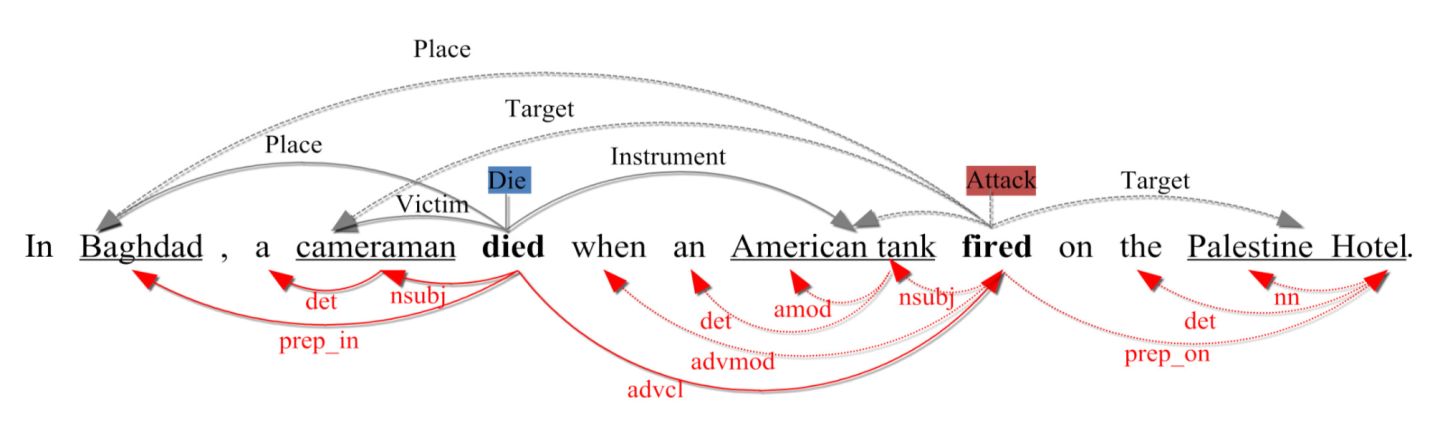 Place
Target
Place
Instrument
Die
Attack
Target
Victim
In Baghdad , a cameraman died when an American tank fired on the Palestine Hotel.
det
nsubj
amod
nsubj
nn
det
det
prep_in
advmod
prep_on
advcl